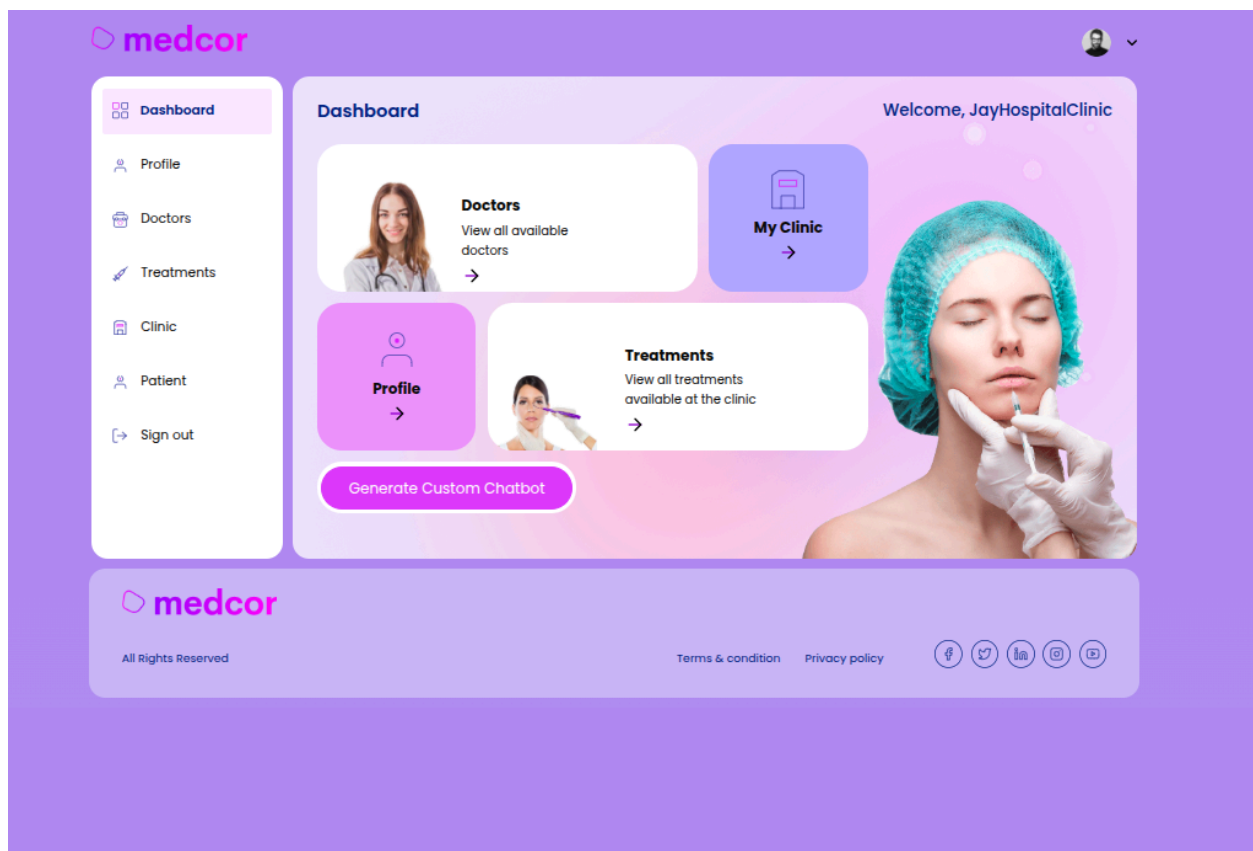 medcor
Dashboard
Profile
Doctors
Treatments
Clinic
Patient
Sign out
Dashboard
Welcome, JayHospitalClinic
Doctors
View all available
doctors
My Clinic
Profile
Treatments
View all treatments
available at the clinic
Generate Custom Chatbot
medcor
All Rights Reserved
Terms & condition
Privacy policy